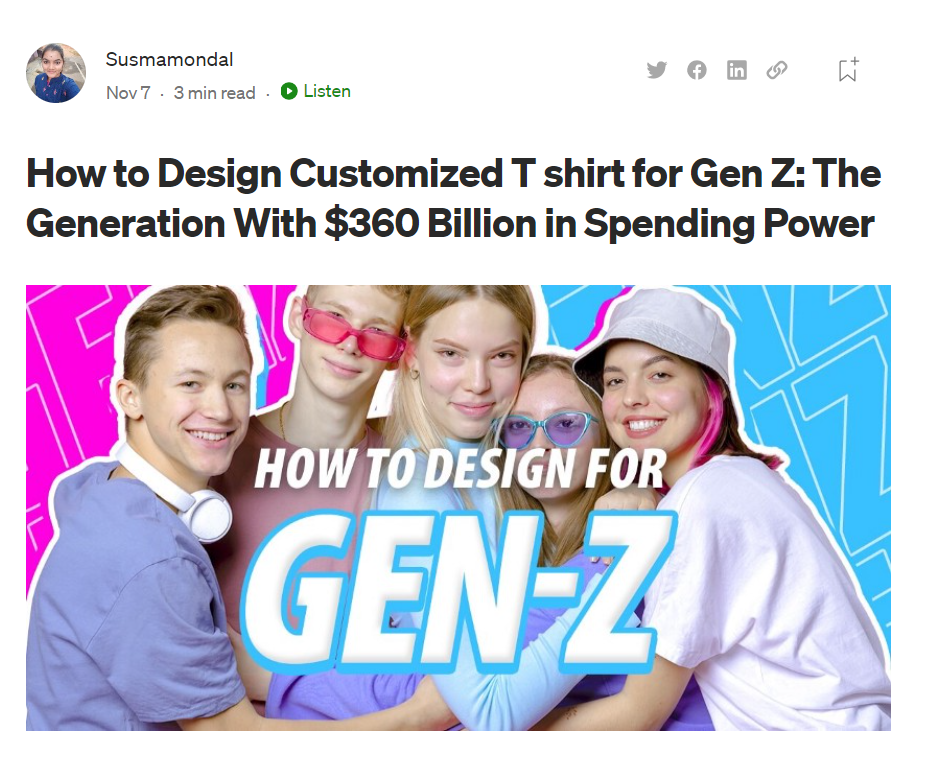 Susmamondal
Nov 7 · 3 min read · Listen
How to Design Customized T shirt for Gen Z: The
Generation With $360 Billion in Spending Power
HOW TO DESIGN FOR
GEN-Z